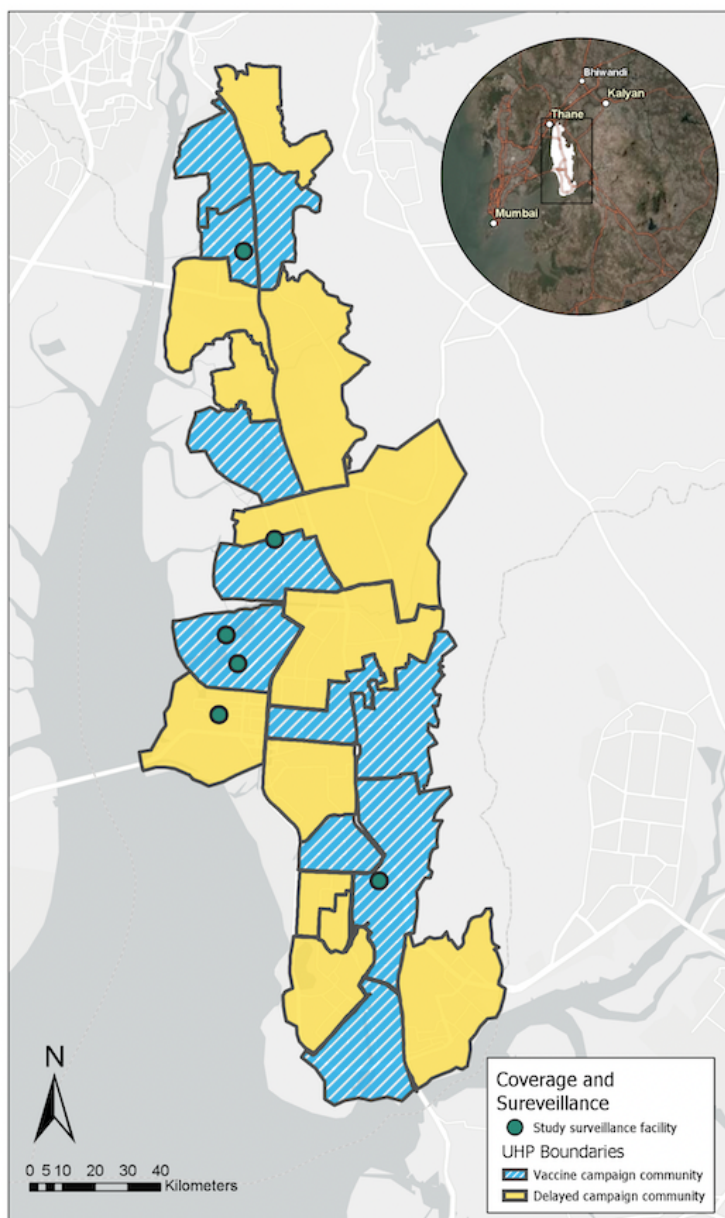 Bhiwandi
Kalyan
Thane
Mumbai
N
0 5 10 20 30 40
Kilometers
Coverage and
Sureveillance
Study surveillance facility
UHP Boundaries
Vaccine campaign community
Delayed campaign community